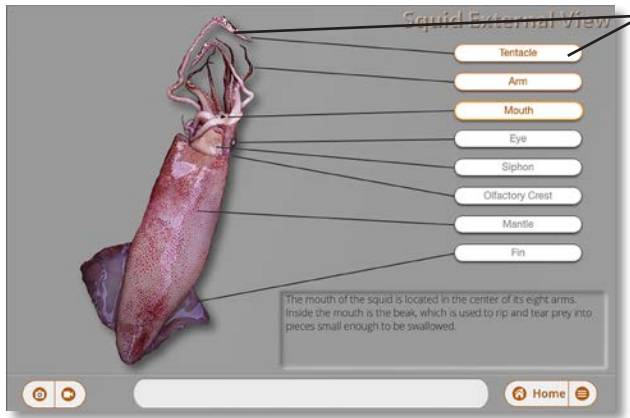 Squid External View
Tentacle
Arm
Mouth
Eye
Siphon
Olfactory Crest
Mantle
Fin
The mouth of the squid is located in the center of its eight arms.
Inside the mouth is the beak, which is used to rip and tear prey into
pieces small enough to be swallowed.
Home